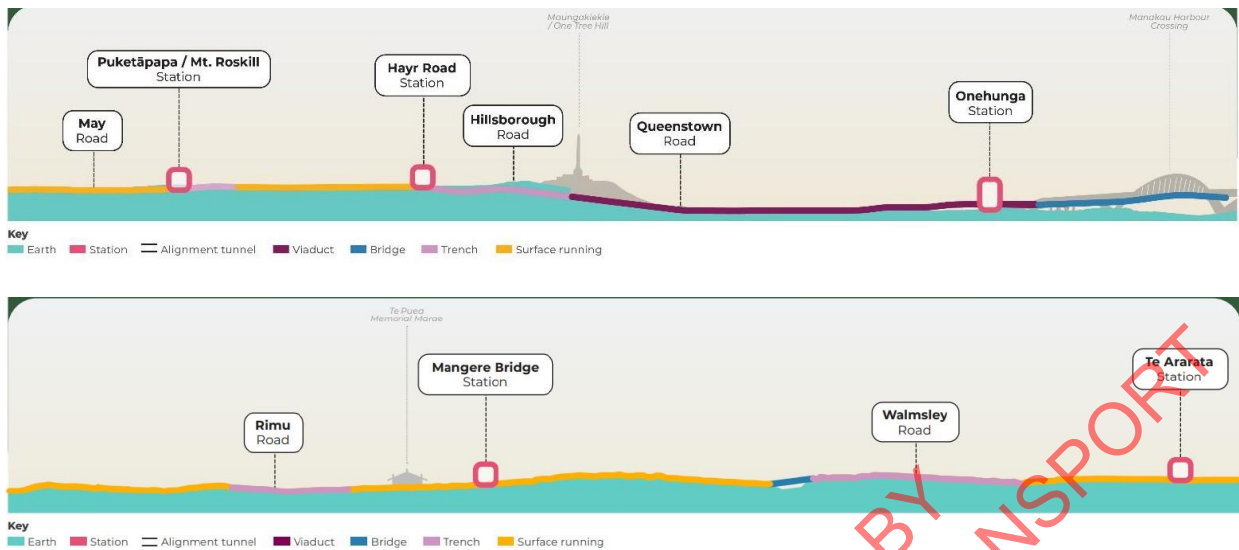 Maungakiekie
/ One Tree Hill
Manakau Harbour
Crossing
Puketāpapa / Mt. Roskill
Station
Hayr Road
Station
May
Road
Hillsborough
Road
Queenstown
Road
Onehunga
Station
Key
Earth Station Alignment tunnel Viaduct Bridge Trench Surface running
Te Puea
Memorial Marae
Mangere Bridge
Station
Rimu
Road
Walmsley
Road
Te Ararata
Station
BY
NSPORT
Key
Earth Station Alignment tunnel Viaduct Bridge Trench Surface running